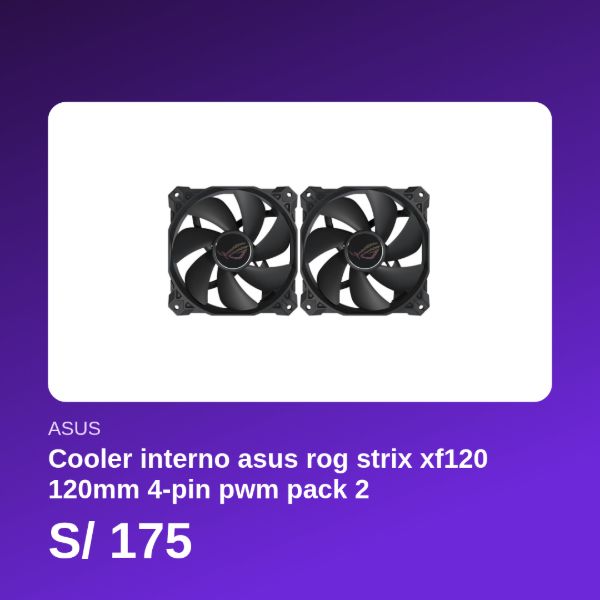 ASUS
Cooler interno asus rog strix xf120
120mm 4-pin pwm pack 2
S/ 175